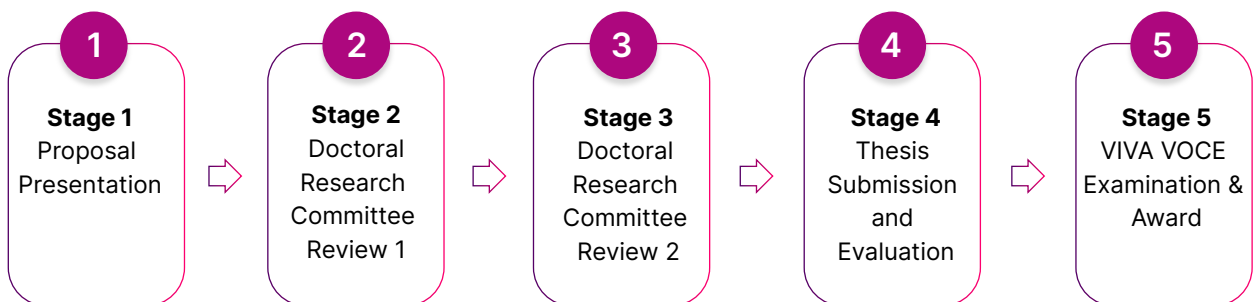 1
Stage 1
Proposal
Presentation
2
Stage 2
Doctoral
Research
Committee
Review 1
3
Stage 3
Doctoral
Research
Committee
Review 2
4
Stage 4
Thesis
Submission
and
Evaluation
5
Stage 5
VIVA VOCE
Examination &
Award